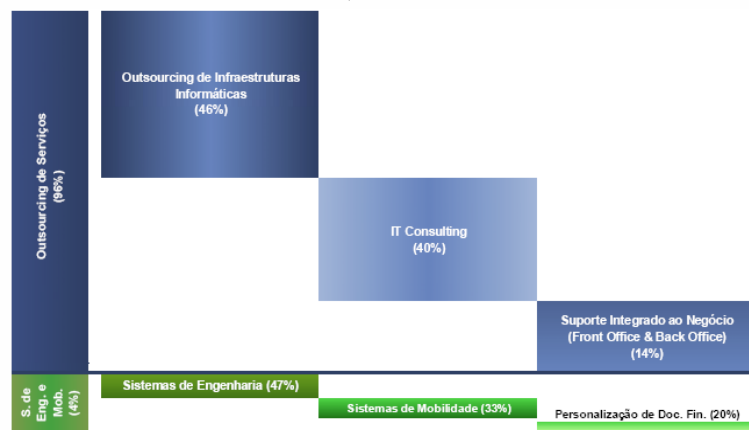 Outsourcing de Serviços
(96%)
Outsourcing de Infraestruturas
Informáticas
(46%)
IT Consulting
(40%)
Suporte Integrado ao Negócio
(Front Office & Back Office)
(14%)
S. de
Eng. e
Mob.
(4%)
Sistemas de Engenharia (47%)
Sistemas de Mobilidade (33%)
Personalização de Doc. Fin. (20%)